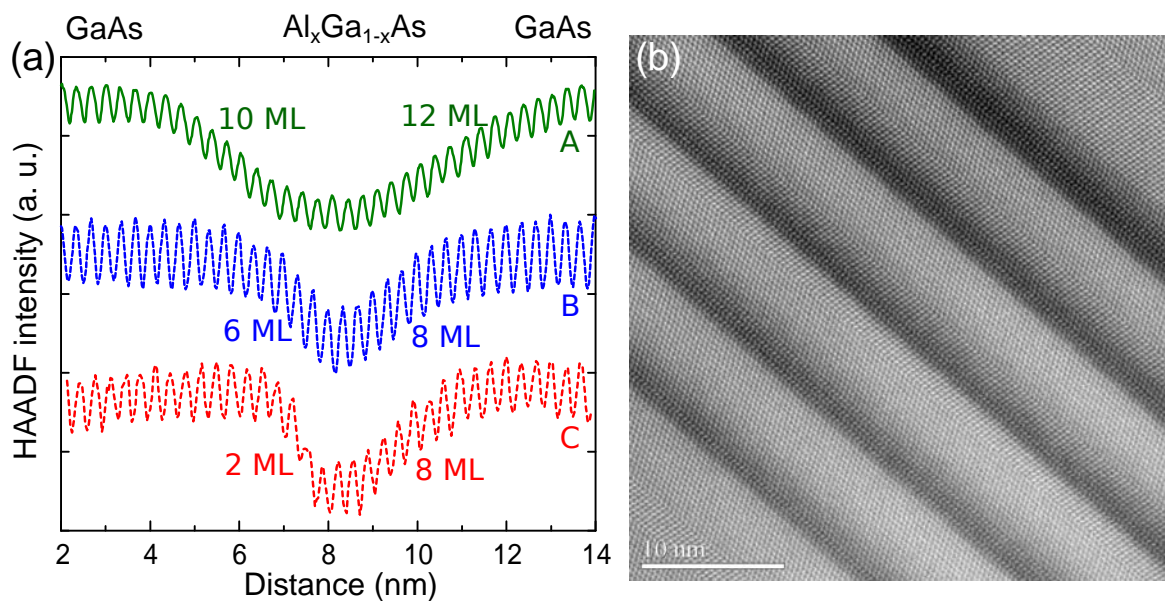 GaAs AlxGa1-xAs GaAs
(a)
10 ML 12 ML
A
6 ML 8 ML
B
2 ML 8 ML
C
HAADF intensity (a. u.)
2 4 6 8 10 12 14
Distance (nm)
(b)
10 nm